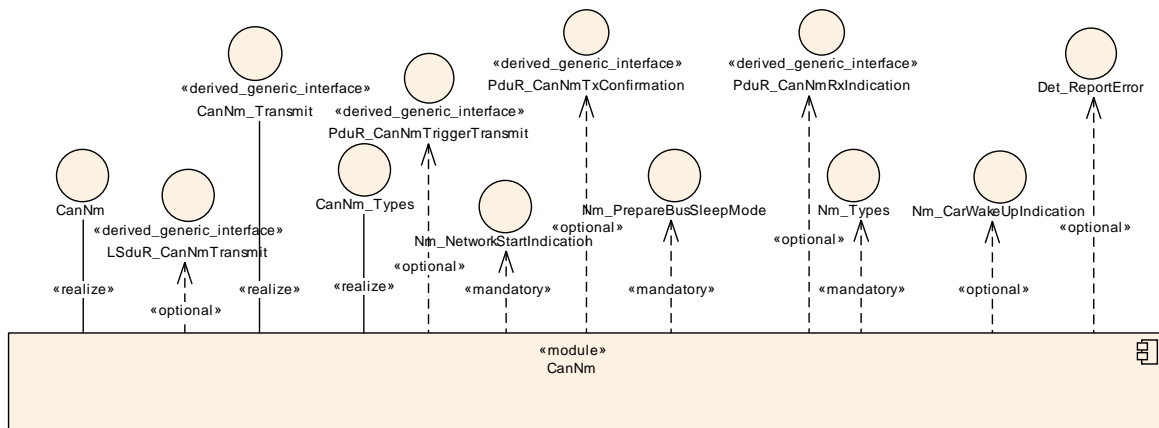 «derived_generic_interface»
CanNm_Transmit
«derived_generic_interface»
PduR_CanNmTriggerTransmit
«derived_generic_interface»
PduR_CanNmTxConfirmation
«derived_generic_interface»
PduR_CanNmRxIndication
Det_ReportError
CanNm
«derived_generic_interface»
LSduR_CanNmTransmit
CanNm_Types
Nm_NetworkStartIndication
Nm_PrepareBusSleepMode
Nm_Types
Nm_CarWakeUpIndication
«realize»
«optional»
«realize»
«realize»
«optional»
«mandatory»
«optional»
«mandatory»
«optional»
«mandatory»
«optional»
«optional»
«module»
CanNm